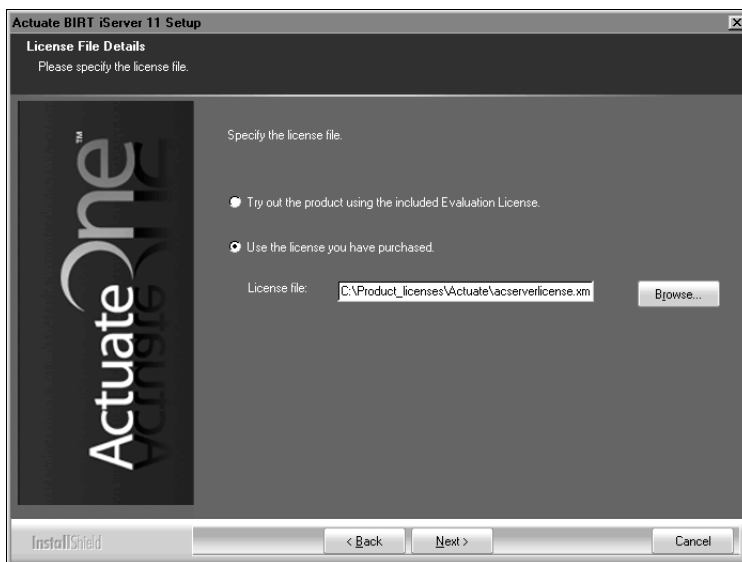 Actuate BIRT iServer 11 Setup
License File Details
Please specify the license file.
ActuateOne™
Specify the license file.
Try out the product using the included Evaluation License.
Use the license you have purchased.
License file:
C:\Product_licenses\Actuate\acserverlicense.xm
Browse...
InstallShield
< Back
Next >
Cancel